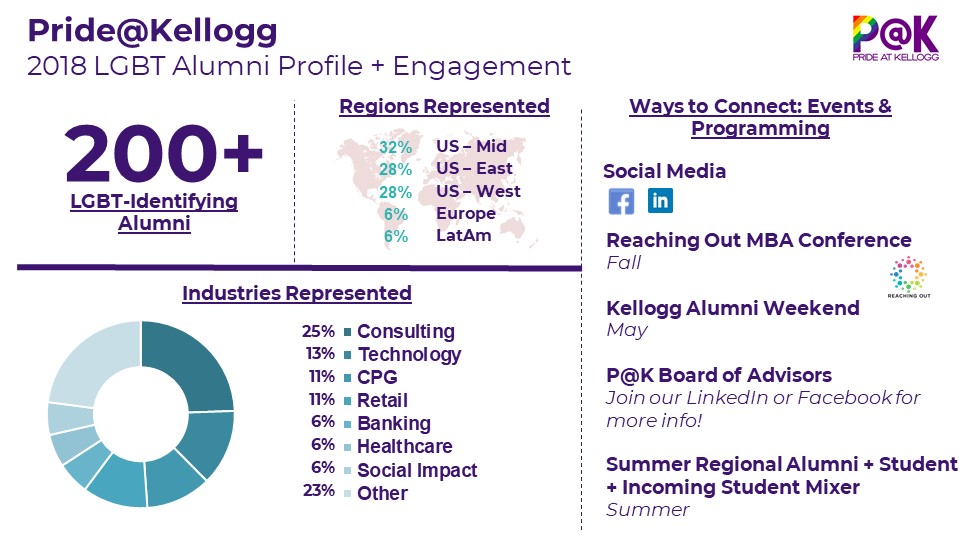 Pride@Kellogg
2018 LGBT Alumni Profile + Engagement
P@K
PRIDE AT KELLOGG
200+
LGBT-Identifying
Alumni
Regions Represented
32% US – Mid
28% US – East
28% US – West
6% Europe
6% LatAm
Industries Represented
25% Consulting
13% Technology
11% CPG
11% Retail
6% Banking
6% Healthcare
6% Social Impact
23% Other
Ways to Connect: Events &
Programming
Social Media
f in
Reaching Out MBA Conference
Fall
REACHING OUT
Kellogg Alumni Weekend
May
P@K Board of Advisors
Join our LinkedIn or Facebook for
more info!
Summer Regional Alumni + Student
+ Incoming Student Mixer
Summer